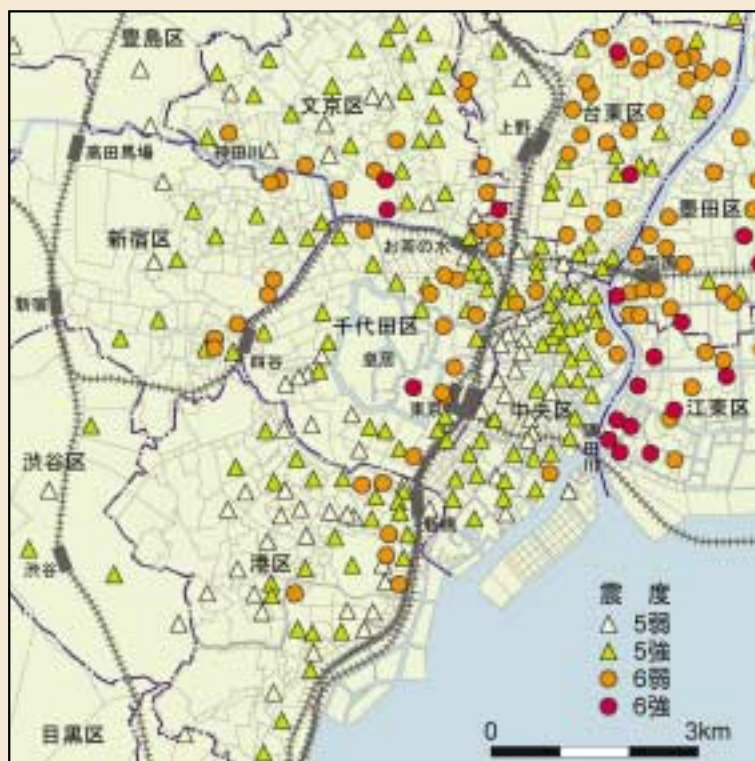 豊島区
文京区
台東区
上野
高田馬場
神田川
墨田区
新宿区
お茶の水
新宿
千代田区
四谷
皇居
東京
中央区
江東区
隅田川
渋谷区
新橋
渋谷
港区
目黒区
震 度
5弱
5強
6弱
6強
0 3km